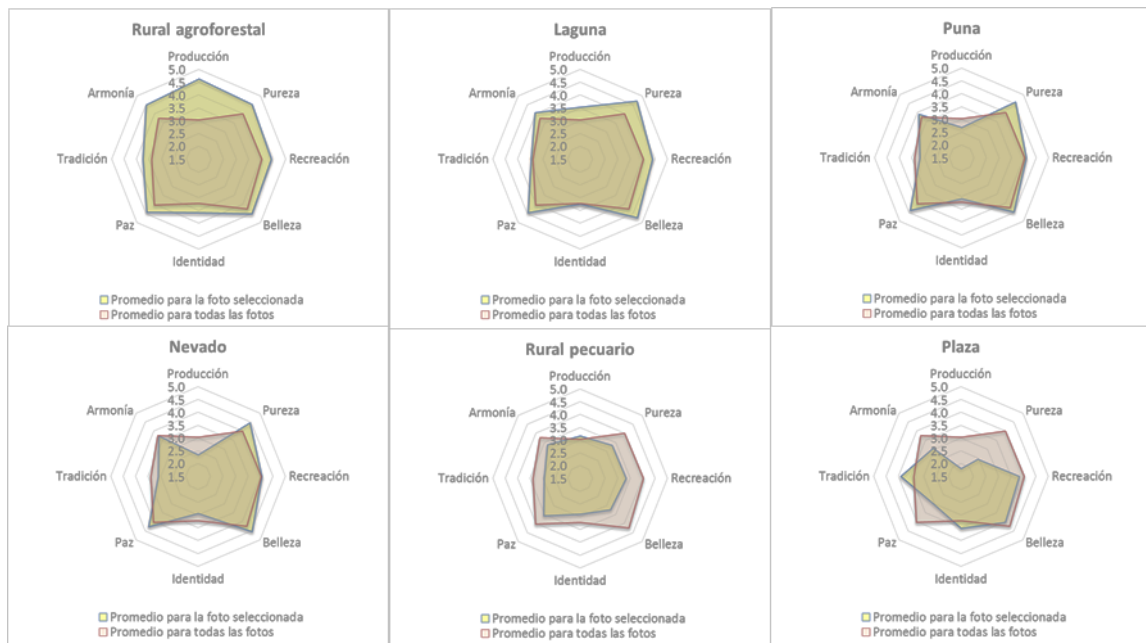 Rural agroforestal
Producción
5.0
4.5
4.0
3.5
3.0
2.5
2.0
1.5
Armonía
Pureza
Tradición
Recreación
Paz
Belleza
Identidad
Promedio para la foto seleccionada
Promedio para todas las fotos
Laguna
Producción
5.0
4.5
4.0
3.5
3.0
2.5
2.0
1.5
Armonía
Pureza
Tradición
Recreación
Paz
Belleza
Identidad
Promedio para la foto seleccionada
Promedio para todas las fotos
Puna
Producción
5.0
4.5
4.0
3.5
3.0
2.5
2.0
1.5
Armonía
Pureza
Tradición
Recreación
Paz
Belleza
Identidad
Promedio para la foto seleccionada
Promedio para todas las fotos
Nevado
Producción
5.0
4.5
4.0
3.5
3.0
2.5
2.0
1.5
Armonía
Pureza
Tradición
Recreación
Paz
Belleza
Identidad
Promedio para la foto seleccionada
Promedio para todas las fotos
Rural pecuario
Producción
5.0
4.5
4.0
3.5
3.0
2.5
2.0
1.5
Armonía
Pureza
Tradición
Recreación
Paz
Belleza
Identidad
Promedio para la foto seleccionada
Promedio para todas las fotos
Plaza
Producción
5.0
4.5
4.0
3.5
3.0
2.5
2.0
1.5
Armonía
Pureza
Tradición
Recreación
Paz
Belleza
Identidad
Promedio para la foto seleccionada
Promedio para todas las fotos